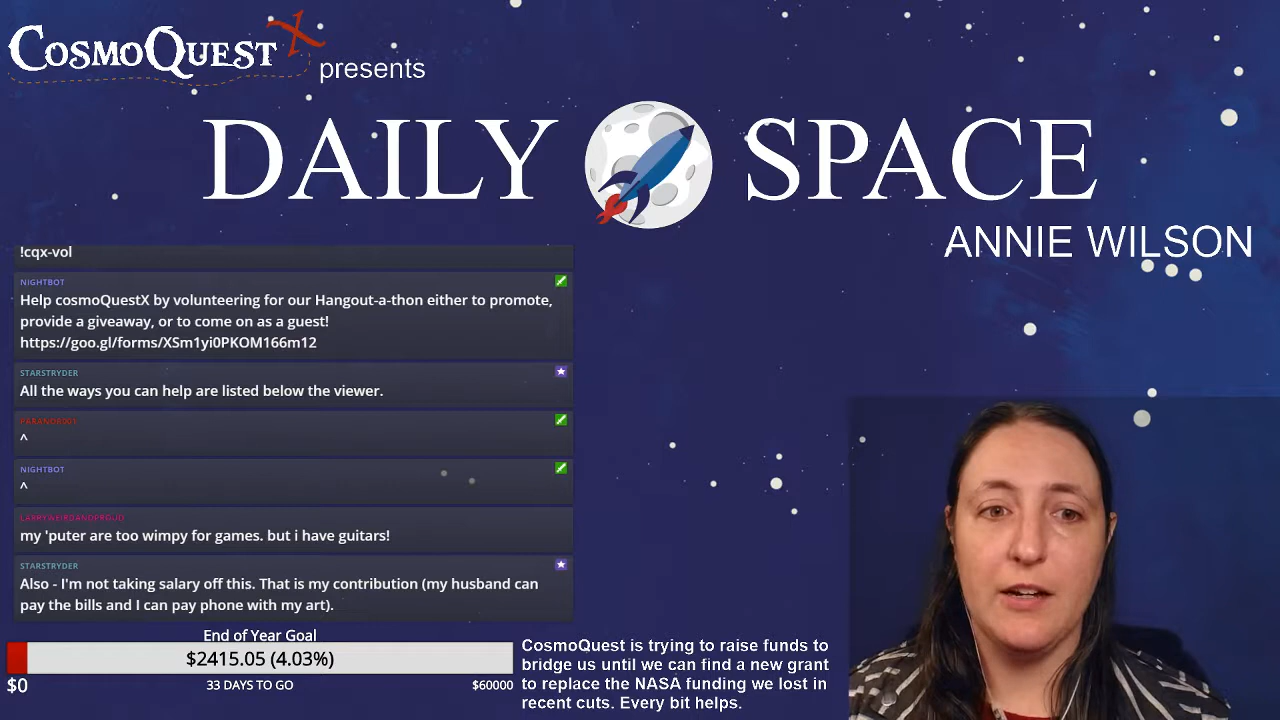 COSMOQUEST X
presents
DAILY SPACE
ANNIE WILSON
!cqx-vol
NIGHTBOT
Help cosmoQuestX by volunteering for our Hangout-a-thon either to promote,
provide a giveaway, or to come on as a guest!
https://goo.gl/forms/XSm1yi0PKOM166m12
STARSTRYDER
All the ways you can help are listed below the viewer.
^
NIGHTBOT
^
LARRYWEIRDANDPROUD
my 'puter are too wimpy for games. but i have guitars!
STARSTRYDER
Also - I'm not taking salary off this. That is my contribution (my husband can
pay the bills and I can pay phone with my art).
End of Year Goal
$2415.05 (4.03%)
$0
33 DAYS TO GO
$60000
CosmoQuest is trying to raise funds to
bridge us until we can find a new grant
to replace the NASA funding we lost in
recent cuts. Every bit helps.